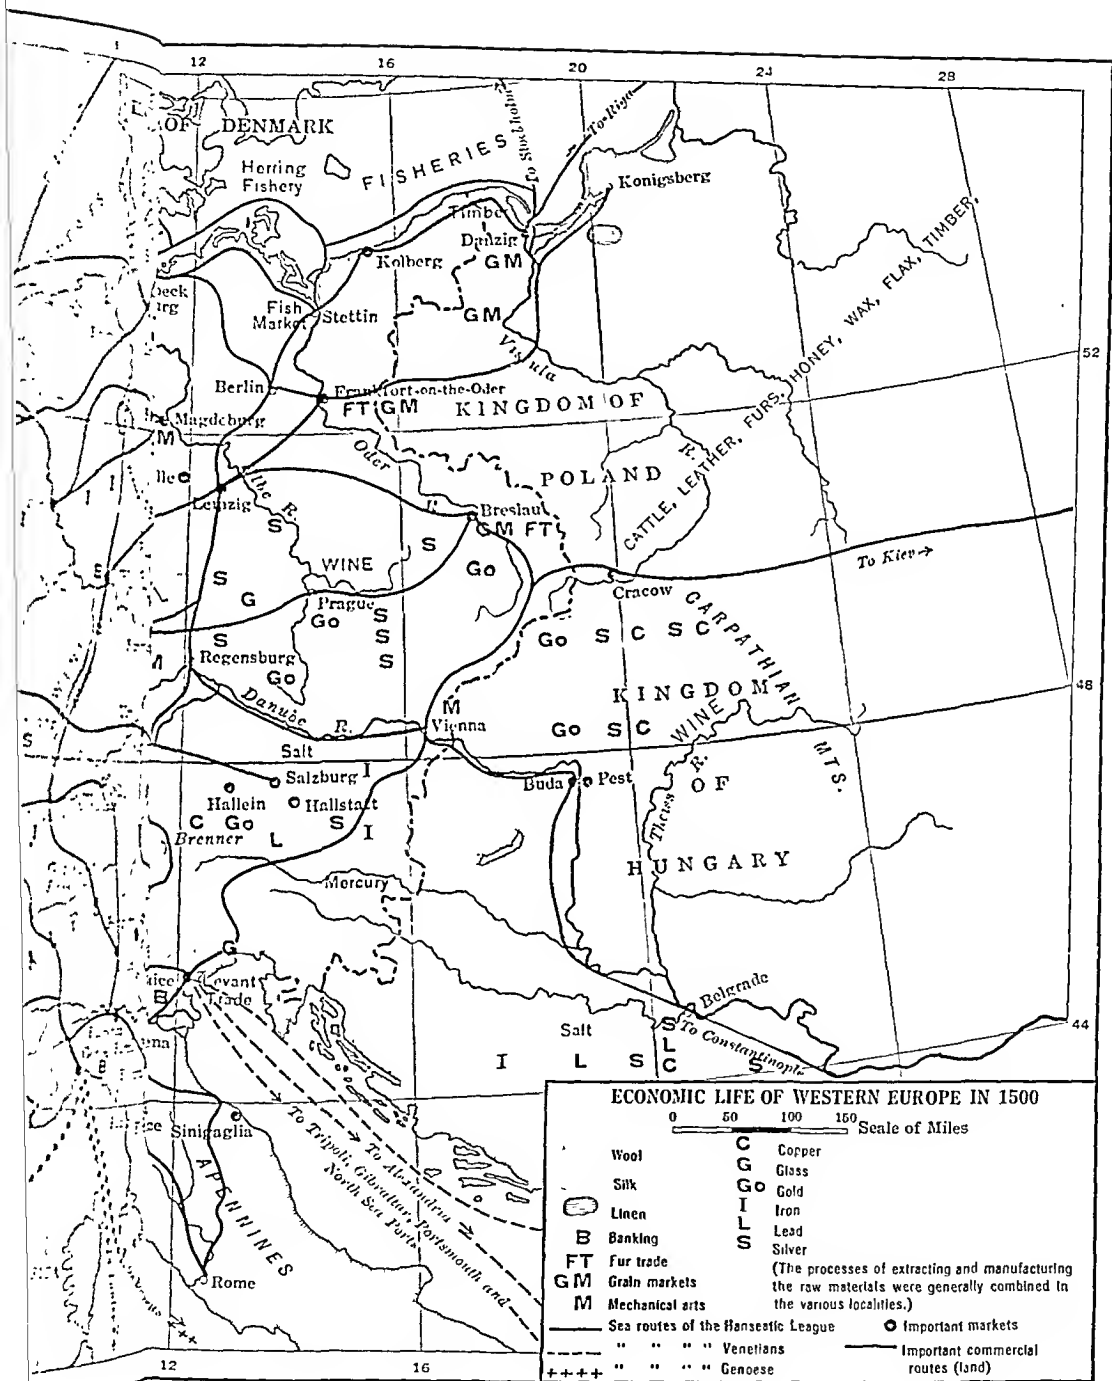 12 16 20 24 28
OF DENMARK
Herring
Fishery
FISHERIES
To Stockholm
To Riga
Konigsberg
Timber
Danzig
GM
Kolberg
Fish
Market
Stettin
GM
Vistula
52
Berlin
Frankfort-on-the-Oder
FT GM
KINGDOM OF
POLAND
Magdeburg
M
Oder
R.
R.
Leipzig
Elbe R.
S
Breslau
GM FT
CATTLE, LEATHER, FURS, HONEY, WAX, FLAX, TIMBER,
S
WINE
Go
To Kiev
S
G
Prague
Go
S
S
S
Cracow
CARPATHIAN
MTS.
Go S C S C
S
M
Regensburg
Go
Danube R.
M
Vienna
KINGDOM
48
WINE
Go S C
S
Salt
I
Salzburg
Buda
Pest
OF
Theiss R.
Hallein
Hallstatt
C Go
S
I
Brenner
L
HUNGARY
Mercury
G
Levant
Trade
B
Belgrade
Salt
S
L
C
To Constantinople
44
I L S
S
B
Sinigaglia
To Tripoli, Gibraltar, Portsmouth and
North Sea Ports
To Alexandria
APENNINES
Rome
12 16
ECONOMIC LIFE OF WESTERN EUROPE IN 1500
0 50 100 150 Scale of Miles
Wool
Silk
Linen
B Banking
FT Fur trade
GM Grain markets
M Mechanical arts
C Copper
G Glass
Go Gold
I Iron
L Lead
S Silver
(The processes of extracting and manufacturing
the raw materials were generally combined in
the various localities.)
Sea routes of the Hanseatic League
" " " " Venetians
" " " " Genoese
Important markets
Important commercial
routes (land)